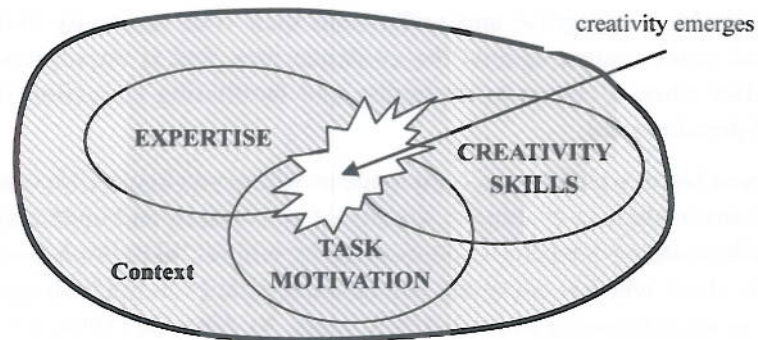 creativity emerges
EXPERTISE
CREATIVITY
SKILLS
TASK
MOTIVATION
Context